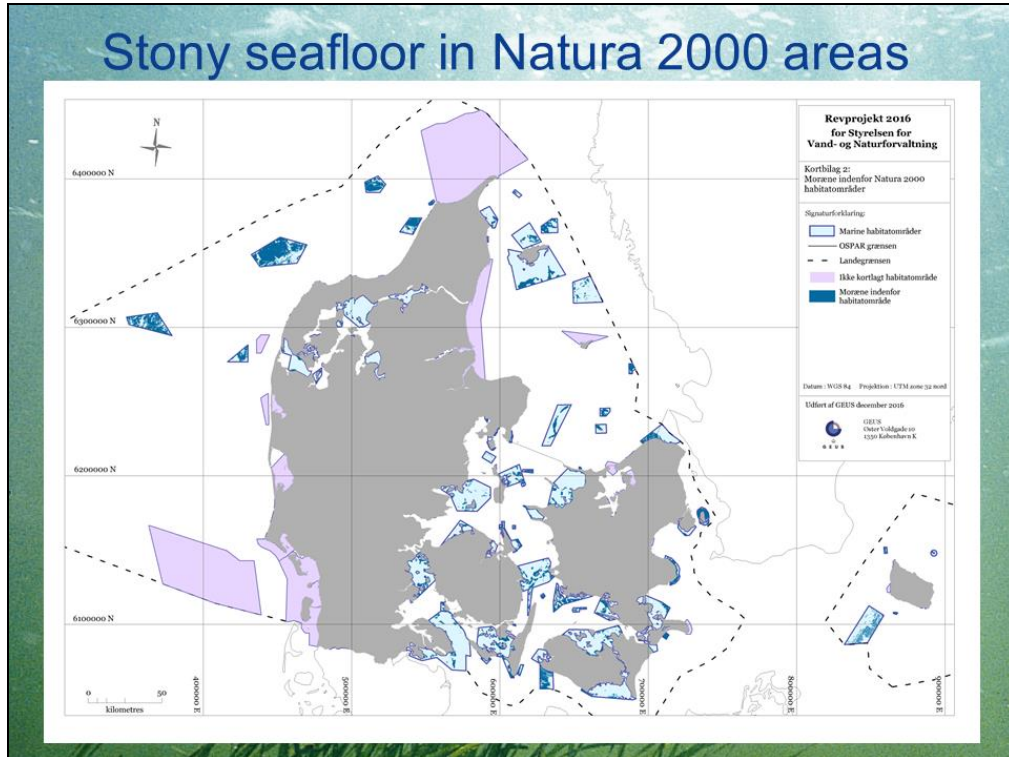 Stony seafloor in Natura 2000 areas
N
Revprojekt 2016
for Styrelsen for
Vand- og Naturforvaltning
Kortbilag 2:
Moræne indenfor Natura 2000
habitatområder
Signaturforklaring:
Marine habitatområder
OSPAR grænsen
Landegrænsen
Ikke kortlagt habitatområde
Moræne indenfor
habitatområde
Datum : WGS 84 Projektion : UTM zone 32 nord
Udført af GEUS december 2016
GEUS
GEUS
Øster Voldgade 10
1350 København K
6400000 N
6300000 N
6200000 N
6100000 N
0 50
kilometres
400000 E
500000 E
600000 E
700000 E
800000 E
900000 E